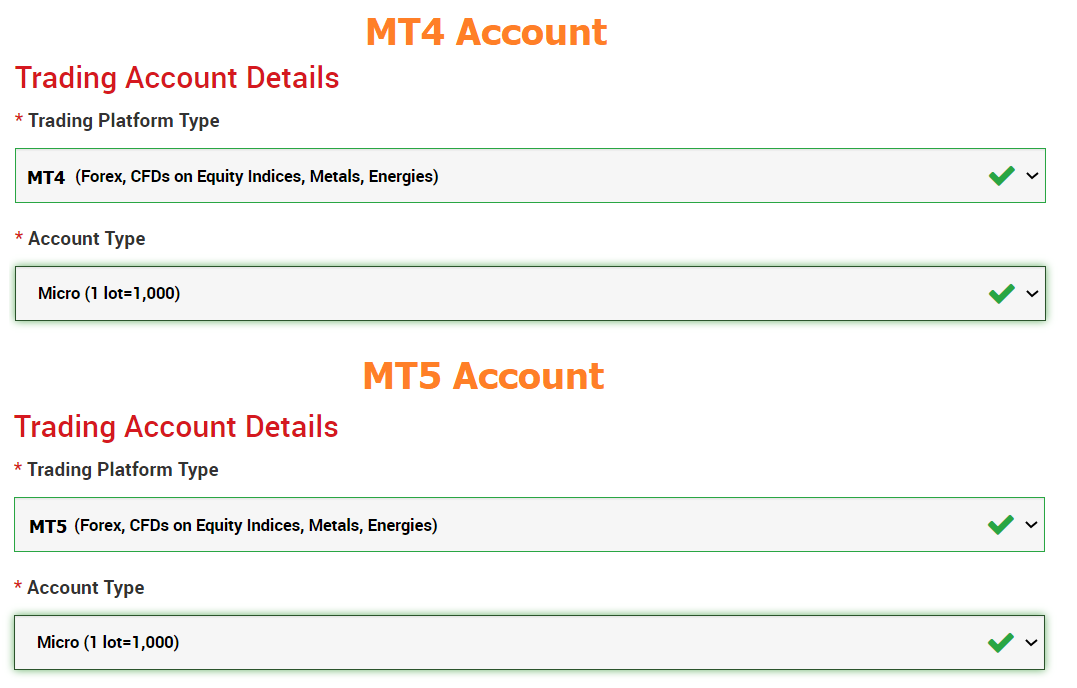 MT4 Account
Trading Account Details
* Trading Platform Type
MT4 (Forex, CFDs on Equity Indices, Metals, Energies)
* Account Type
Micro (1 lot=1,000)
MT5 Account
Trading Account Details
* Trading Platform Type
MT5 (Forex, CFDs on Equity Indices, Metals, Energies)
* Account Type
Micro (1 lot=1,000)